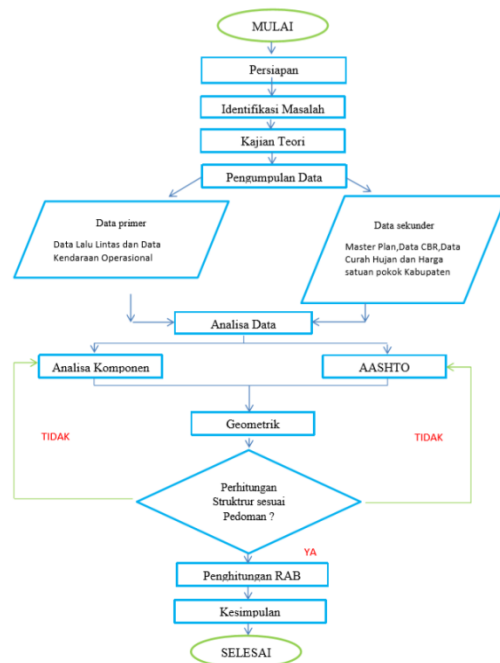 MULAI
Persiapan
Identifikasi Masalah
Kajian Teori
Pengumpulan Data
Data primer
Data Lalu Lintas dan Data
Kendaraan Operasional
Data sekunder
Master Plan,Data CBR,Data
Curah Hujan dan Harga
satuan pokok Kabupaten
Analisa Data
Analisa Komponen
AASHTO
Geometrik
TIDAK
TIDAK
Perhitungan
Struktrur sesuai
Pedoman ?
YA
Penghitungan RAB
Kesimpulan
SELESAI